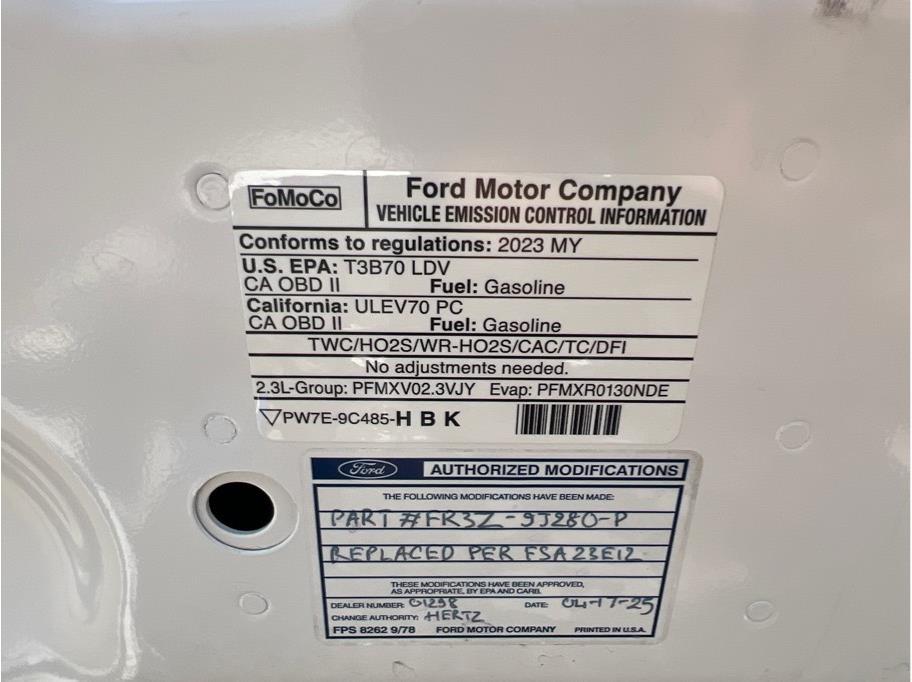 FoMoCo
Ford Motor Company
VEHICLE EMISSION CONTROL INFORMATION
Conforms to regulations: 2023 MY
U.S. EPA: T3B70 LDV
CA OBD II Fuel: Gasoline
California: ULEV70 PC
CA OBD II Fuel: Gasoline
TWC/HO2S/WR-HO2S/CAC/TC/DFI
No adjustments needed.
2.3L-Group: PFMXV02.3VJY Evap: PFMXR0130NDE
PW7E-9C485-H B K
Ford AUTHORIZED MODIFICATIONS
THE FOLLOWING MODIFICATIONS HAVE BEEN MADE:
PART #FR3Z-9J280-P
REPLACED PER FSA23E12
THESE MODIFICATIONS HAVE BEEN APPROVED,
AS APPROPRIATE, BY EPA AND CARB.
DEALER NUMBER: 01298 DATE: 04-17-25
CHANGE AUTHORITY: HERTZ
FPS 8262 9/78 FORD MOTOR COMPANY PRINTED IN U.S.A.